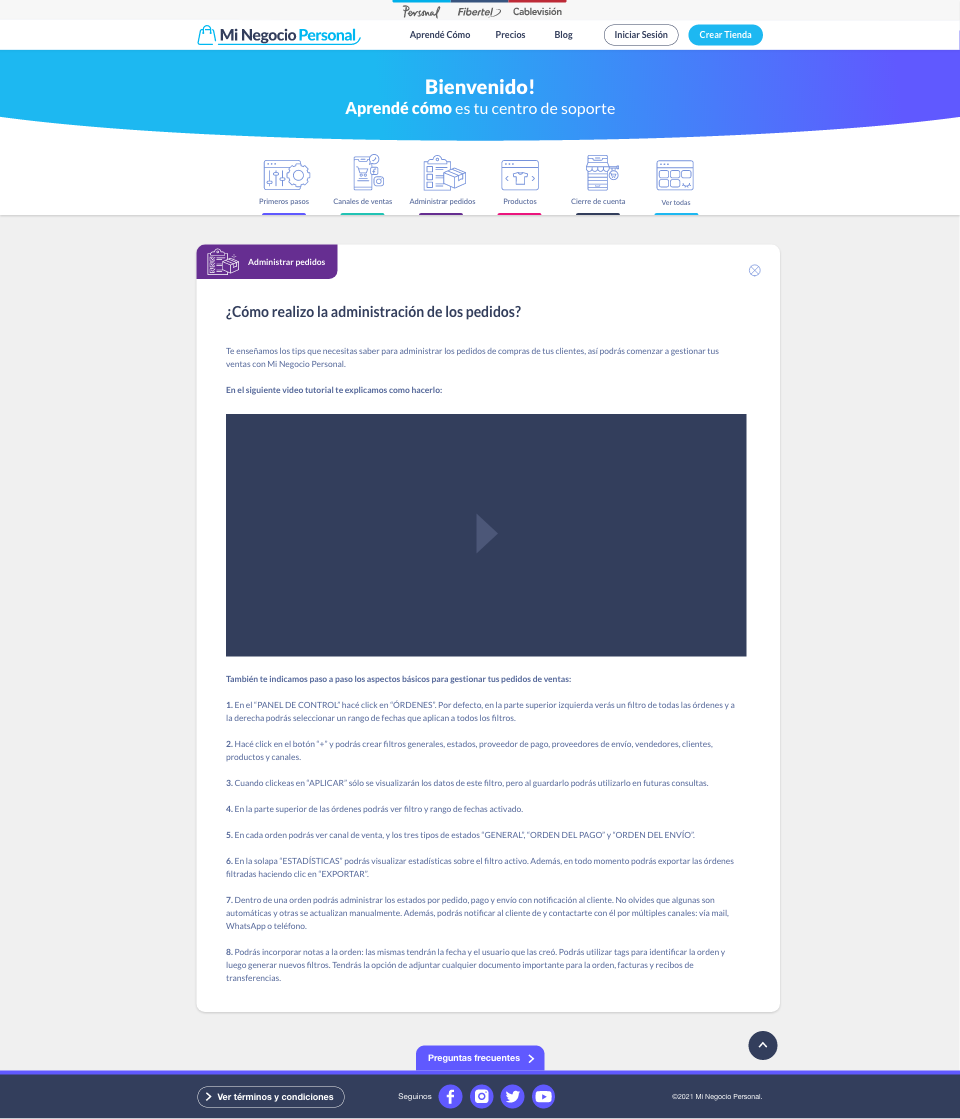 Personal Fibertel Cablevisión
Mi Negocio Personal Aprendé Cómo Precios Blog Iniciar Sesión Crear Tienda
Bienvenido!
Aprendé cómo es tu centro de soporte
Primeros pasos Canales de ventas Administrar pedidos Productos Cierre de cuenta Ver todas
Administrar pedidos
¿Cómo realizo la administración de los pedidos?
Te enseñamos los tips que necesitas saber para administrar los pedidos de compras de tus clientes, así podrás comenzar a gestionar tus
ventas con Mi Negocio Personal.
En el siguiente video tutorial te explicamos como hacerlo:
También te indicamos paso a paso los aspectos básicos para gestionar tus pedidos de ventas:
1. En el “PANEL DE CONTROL” hacé click en “ÓRDENES”. Por defecto, en la parte superior izquierda verás un filtro de todas las órdenes y a
la derecha podrás seleccionar un rango de fechas que aplican a todos los filtros.
2. Hacé click en el botón “+” y podrás crear filtros generales, estados, proveedor de pago, proveedores de envío, vendedores, clientes,
productos y canales.
3. Cuando clickeas en “APLICAR” sólo se visualizarán los datos de este filtro, pero al guardarlo podrás utilizarlo en futuras consultas.
4. En la parte superior de las órdenes podrás ver filtro y rango de fechas activado.
5. En cada orden podrás ver canal de venta, y los tres tipos de estados “GENERAL”, “ORDEN DEL PAGO” y “ORDEN DEL ENVÍO”.
6. En la solapa “ESTADÍSTICAS” podrás visualizar estadísticas sobre el filtro activo. Además, en todo momento podrás exportar las órdenes
filtradas haciendo clic en “EXPORTAR”.
7. Dentro de una orden podrás administrar los estados por pedido, pago y envío con notificación al cliente. No olvides que algunas son
automáticas y otras se actualizan manualmente. Además, podrás notificar al cliente de y contactarte con él por múltiples canales: vía mail,
WhatsApp o teléfono.
8. Podrás incorporar notas a la orden: las mismas tendrán la fecha y el usuario que las creó. Podrás utilizar tags para identificar la orden y
luego generar nuevos filtros. Tendrás la opción de adjuntar cualquier documento importante para la orden, facturas y recibos de
transferencias.
Preguntas frecuentes
Ver términos y condiciones Seguinos ©2021 Mi Negocio Personal.